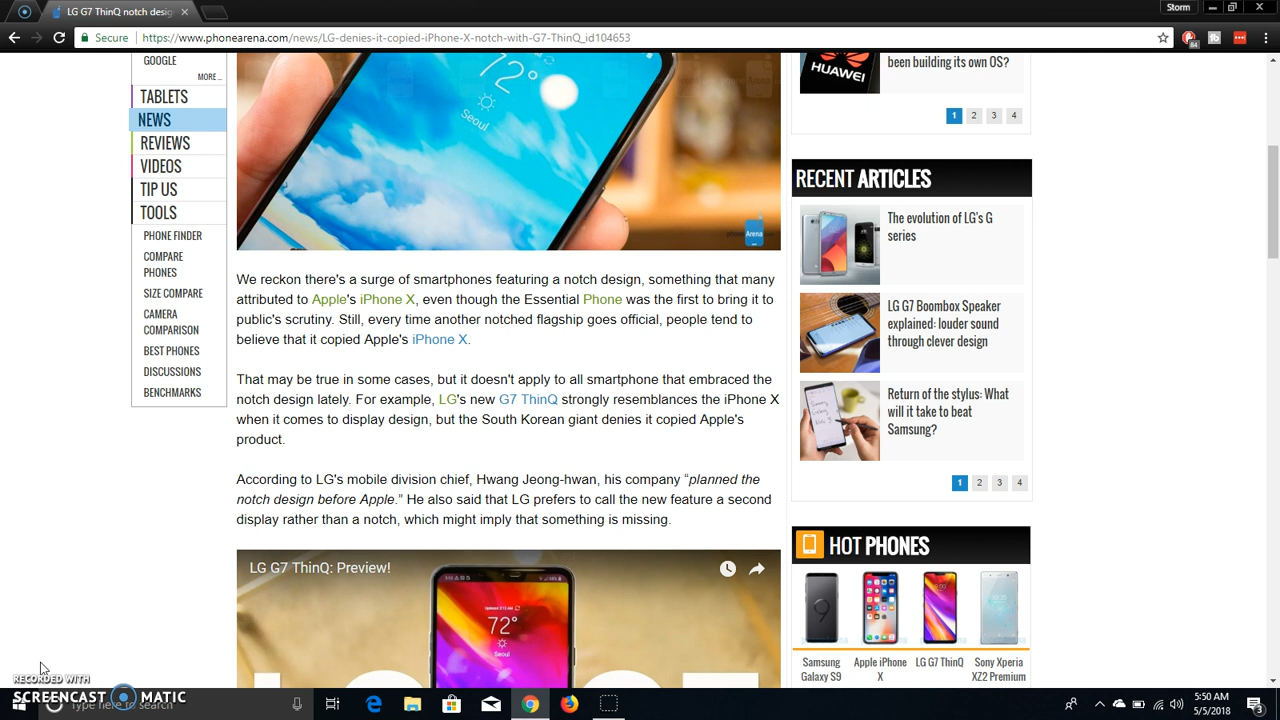 LG G7 ThinQ notch desig
Storm
Secure
https://www.phonearena.com/news/LG-denies-it-copied-iPhone-X-notch-with-G7-ThinQ_id104653
84
GOOGLE
MORE ...
TABLETS
NEWS
REVIEWS
VIDEOS
TIP US
TOOLS
PHONE FINDER
COMPARE
PHONES
SIZE COMPARE
CAMERA
COMPARISON
BEST PHONES
DISCUSSIONS
BENCHMARKS
72°
Seoul
Arena
We reckon there's a surge of smartphones featuring a notch design, something that many
attributed to Apple's iPhone X, even though the Essential Phone was the first to bring it to
public's scrutiny. Still, every time another notched flagship goes official, people tend to
believe that it copied Apple's iPhone X.
That may be true in some cases, but it doesn't apply to all smartphone that embraced the
notch design lately. For example, LG's new G7 ThinQ strongly resemblances the iPhone X
when it comes to display design, but the South Korean giant denies it copied Apple's
product.
According to LG's mobile division chief, Hwang Jeong-hwan, his company “planned the
notch design before Apple.” He also said that LG prefers to call the new feature a second
display rather than a notch, which might imply that something is missing.
LG G7 ThinQ: Preview!
72°
Seoul
HUAWEI
been building its own OS?
1 2 3 4
RECENT ARTICLES
The evolution of LG's G
series
LG G7 Boombox Speaker
explained: louder sound
through clever design
Return of the stylus: What
will it take to beat
Samsung?
1 2 3 4
HOT PHONES
Samsung
Galaxy S9
Apple iPhone
X
LG G7 ThinQ
Sony Xperia
XZ2 Premium
RECORDED WITH
SCREENCAST MATIC
Type here to search
5:50 AM
5/5/2018
3